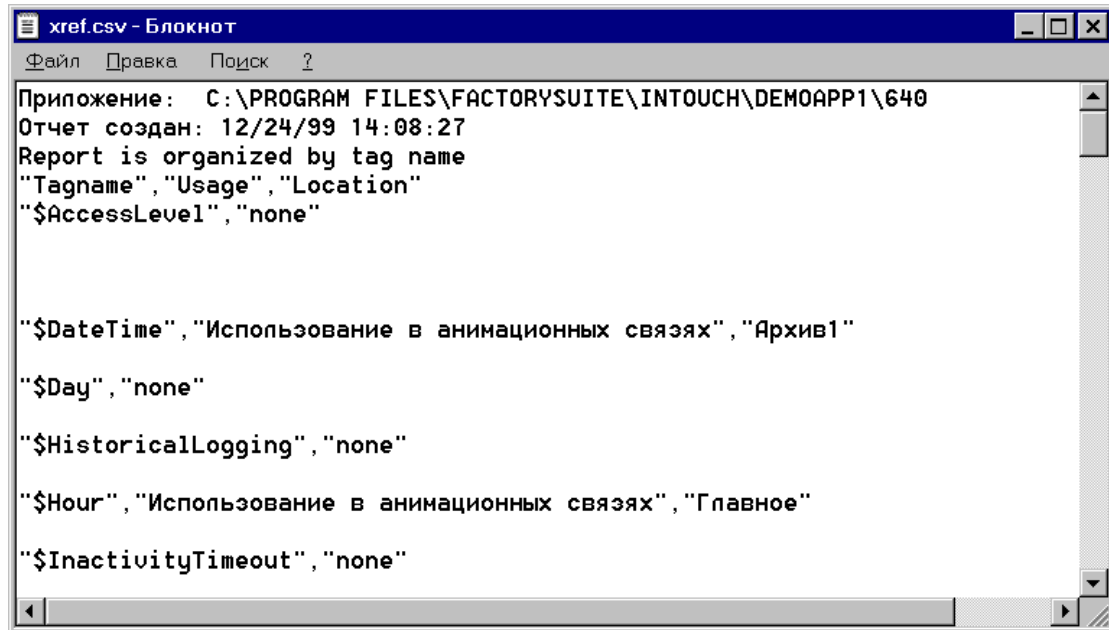 xref.csv - Блокнот
Файл Правка Поиск ?
Приложение:  C:\PROGRAM FILES\FACTORYSUITE\INTOUCH\DEMOAPP1\640
Отчет создан: 12/24/99 14:08:27
Report is organized by tag name
"Tagname","Usage","Location"
"$AccessLevel","none"
"$DateTime","Использование в анимационных связях","Архив1"
"$Day","none"
"$HistoricalLogging","none"
"$Hour","Использование в анимационных связях","Главное"
"$InactivityTimeout","none"